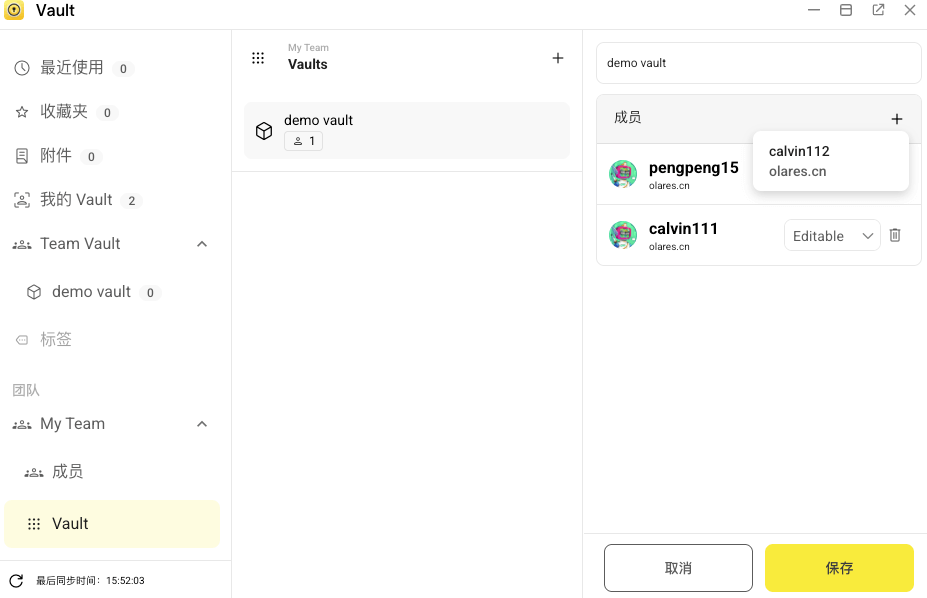 Vault
最近使用 0
收藏夹 0
附件 0
我的 Vault 2
Team Vault
demo vault 0
标签
团队
My Team
成员
Vault
最后同步时间：15:52:03
My Team
Vaults
demo vault
1
demo vault
成员
calvin112
olares.cn
pengpeng15
olares.cn
calvin111
olares.cn
Editable
取消
保存